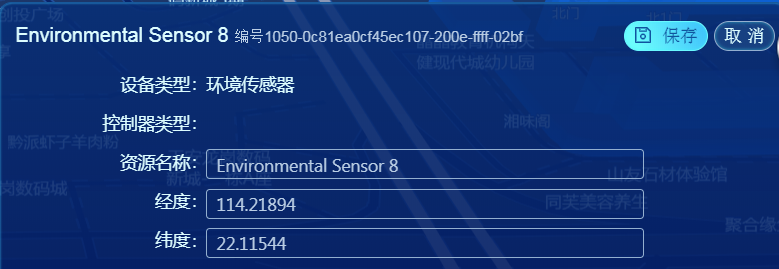 创投广场
北门
北门
Environmental Sensor 8 编号1050-0c81ea0cf45ec107-200e-ffff-02bf
保存
取 消
健现代城幼儿园
设备类型: 环境传感器
控制器类型:
湘味阁
黔派虾子羊肉粉
资源名称: Environmental Sensor 8
山友石材体验馆
岗数码城
经度: 114.21894
同芙美容养生
聚合缘
纬度: 22.11544